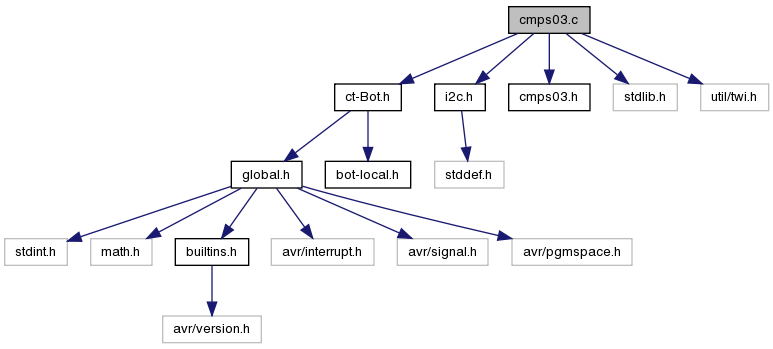 cmps03.c
ct-Bot.h
i2c.h
cmps03.h
stdlib.h
util/twi.h
global.h
bot-local.h
stddef.h
stdint.h
math.h
builtins.h
avr/interrupt.h
avr/signal.h
avr/pgmspace.h
avr/version.h